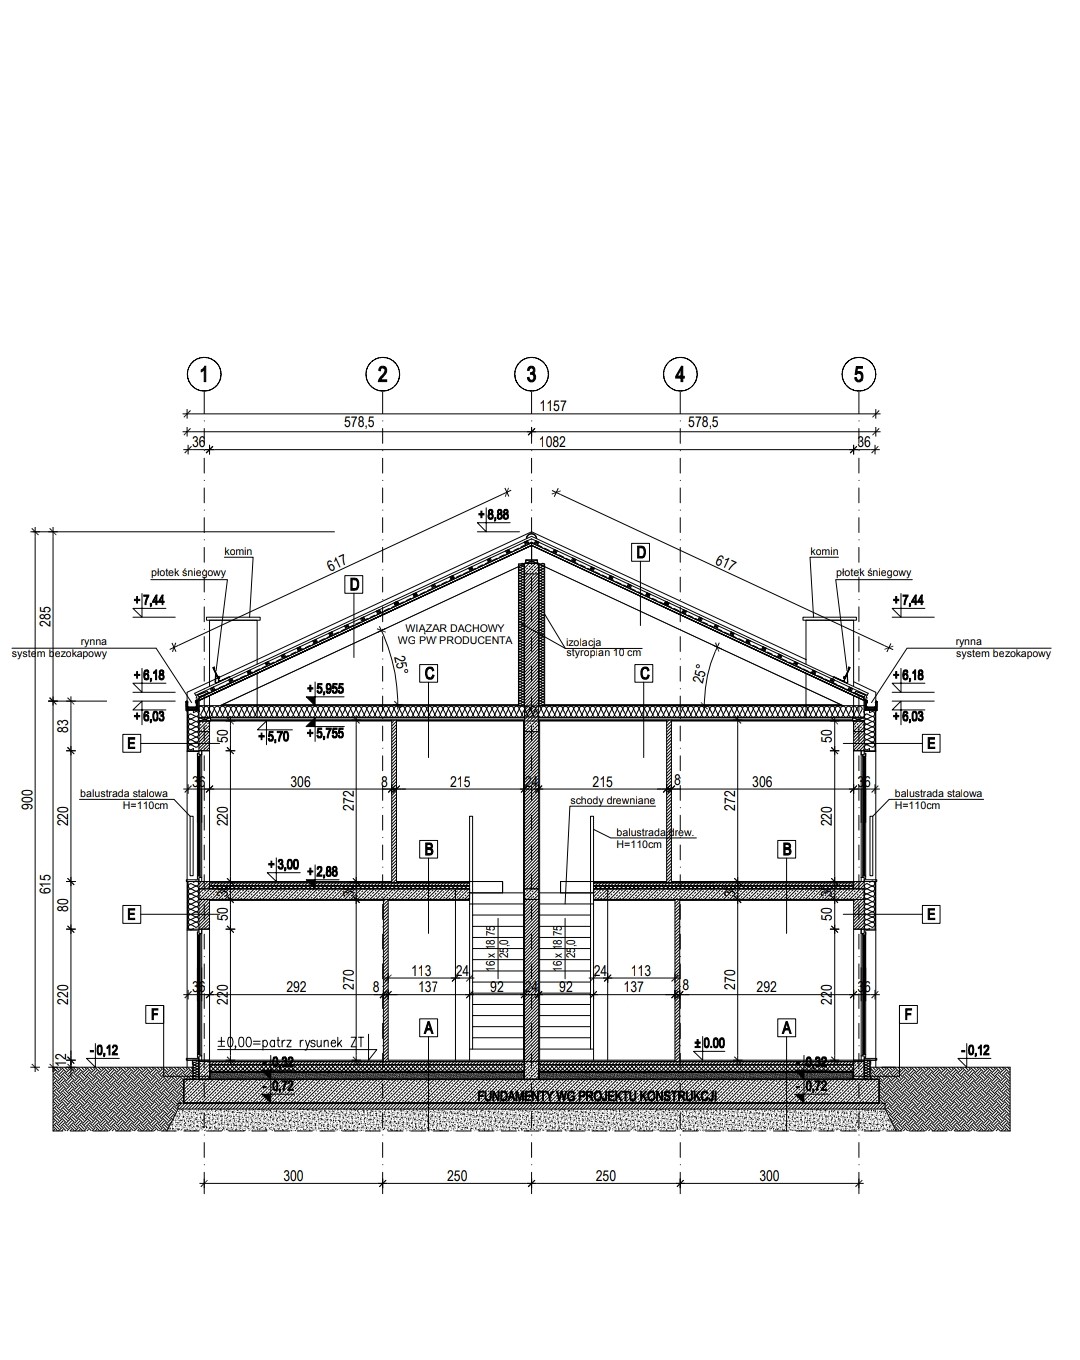 1 2 3 4 5
1157
578,5 578,5
36 1082 36
+8,88
617 617
komin komin
płotek śniegowy płotek śniegowy
D D
+7,44 +7,44
285
WIĄZAR DACHOWY
WG PW PRODUCENTA
izolacja
styropian 10 cm
rynna
system bezokapowy
rynna
system bezokapowy
25° 25°
C C
+6,18 +6,18
+5,955
+6,03 +6,03
83
+5,70 +5,755
50 50
E E
36 306 8 215 24 215 8 306 36
balustrada stalowa
H=110cm
schody drewniane
balustrada stalowa
H=110cm
900
220 220 272 272 220
balustrada drew.
H=110cm
B B
+3,00 +2,88
615
80
50 50
E E
16 x 18,75
25,0
16 x 18,75
25,0
113 24 24 113
220 220 270 270 220
36 292 8 137 92 24 92 137 8 292 36
F F
A A
±0,00=patrz rysunek ZT ±0.00
-0,12 -0,12
12
-0,72 -0,72
FUNDAMENTY WG PROJEKTU KONSTRUKCJI
300 250 250 300